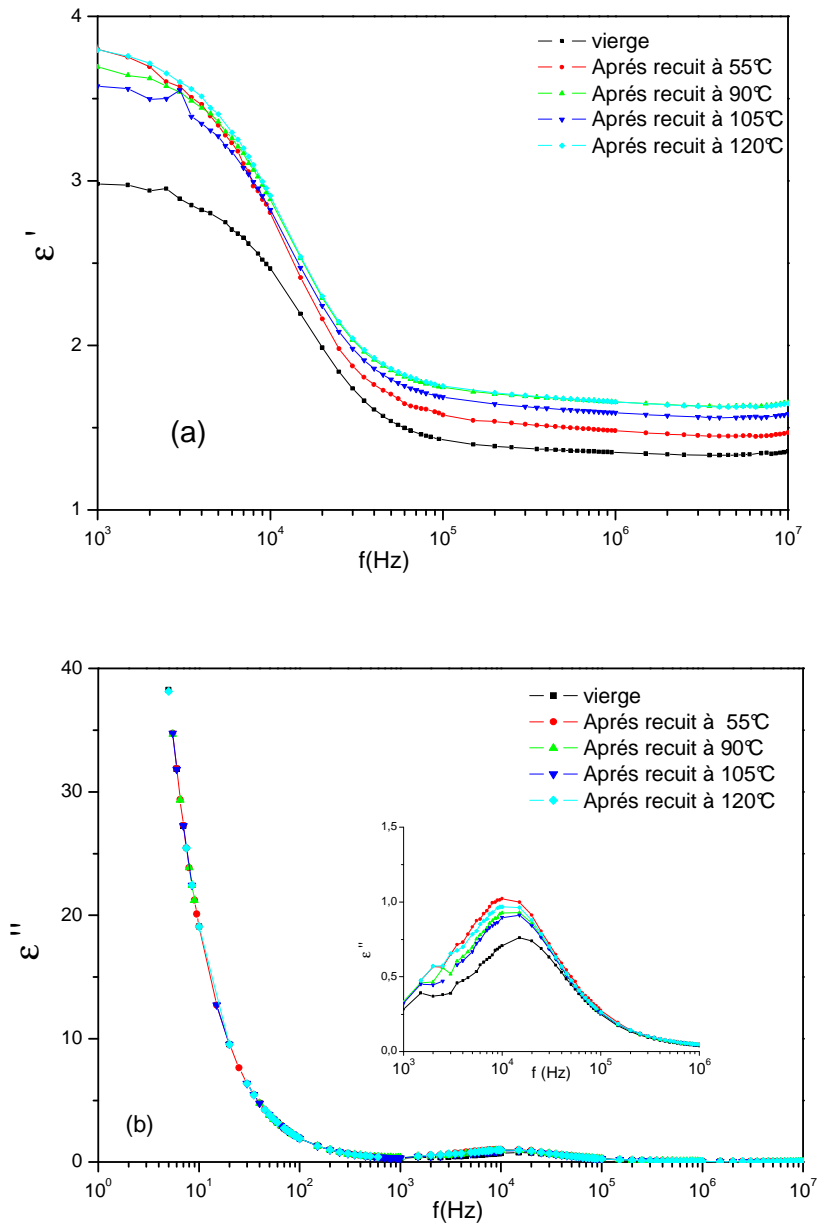 4
3
2
1
ε'
vierge
Aprés recuit à 55°C
Aprés recuit à 90°C
Aprés recuit à 105°C
Aprés recuit à 120°C
(a)
10³ 10⁴ 10⁵ 10⁶ 10⁷
f(Hz)
40
30
20
10
0
ε''
vierge
Aprés recuit à 55°C
Aprés recuit à 90°C
Aprés recuit à 105°C
Aprés recuit à 120°C
1,5
1,0
0,5
0,0
ε''
10³ 10⁴ 10⁵ 10⁶
f (Hz)
(b)
10⁰ 10¹ 10² 10³ 10⁴ 10⁵ 10⁶ 10⁷
f(Hz)